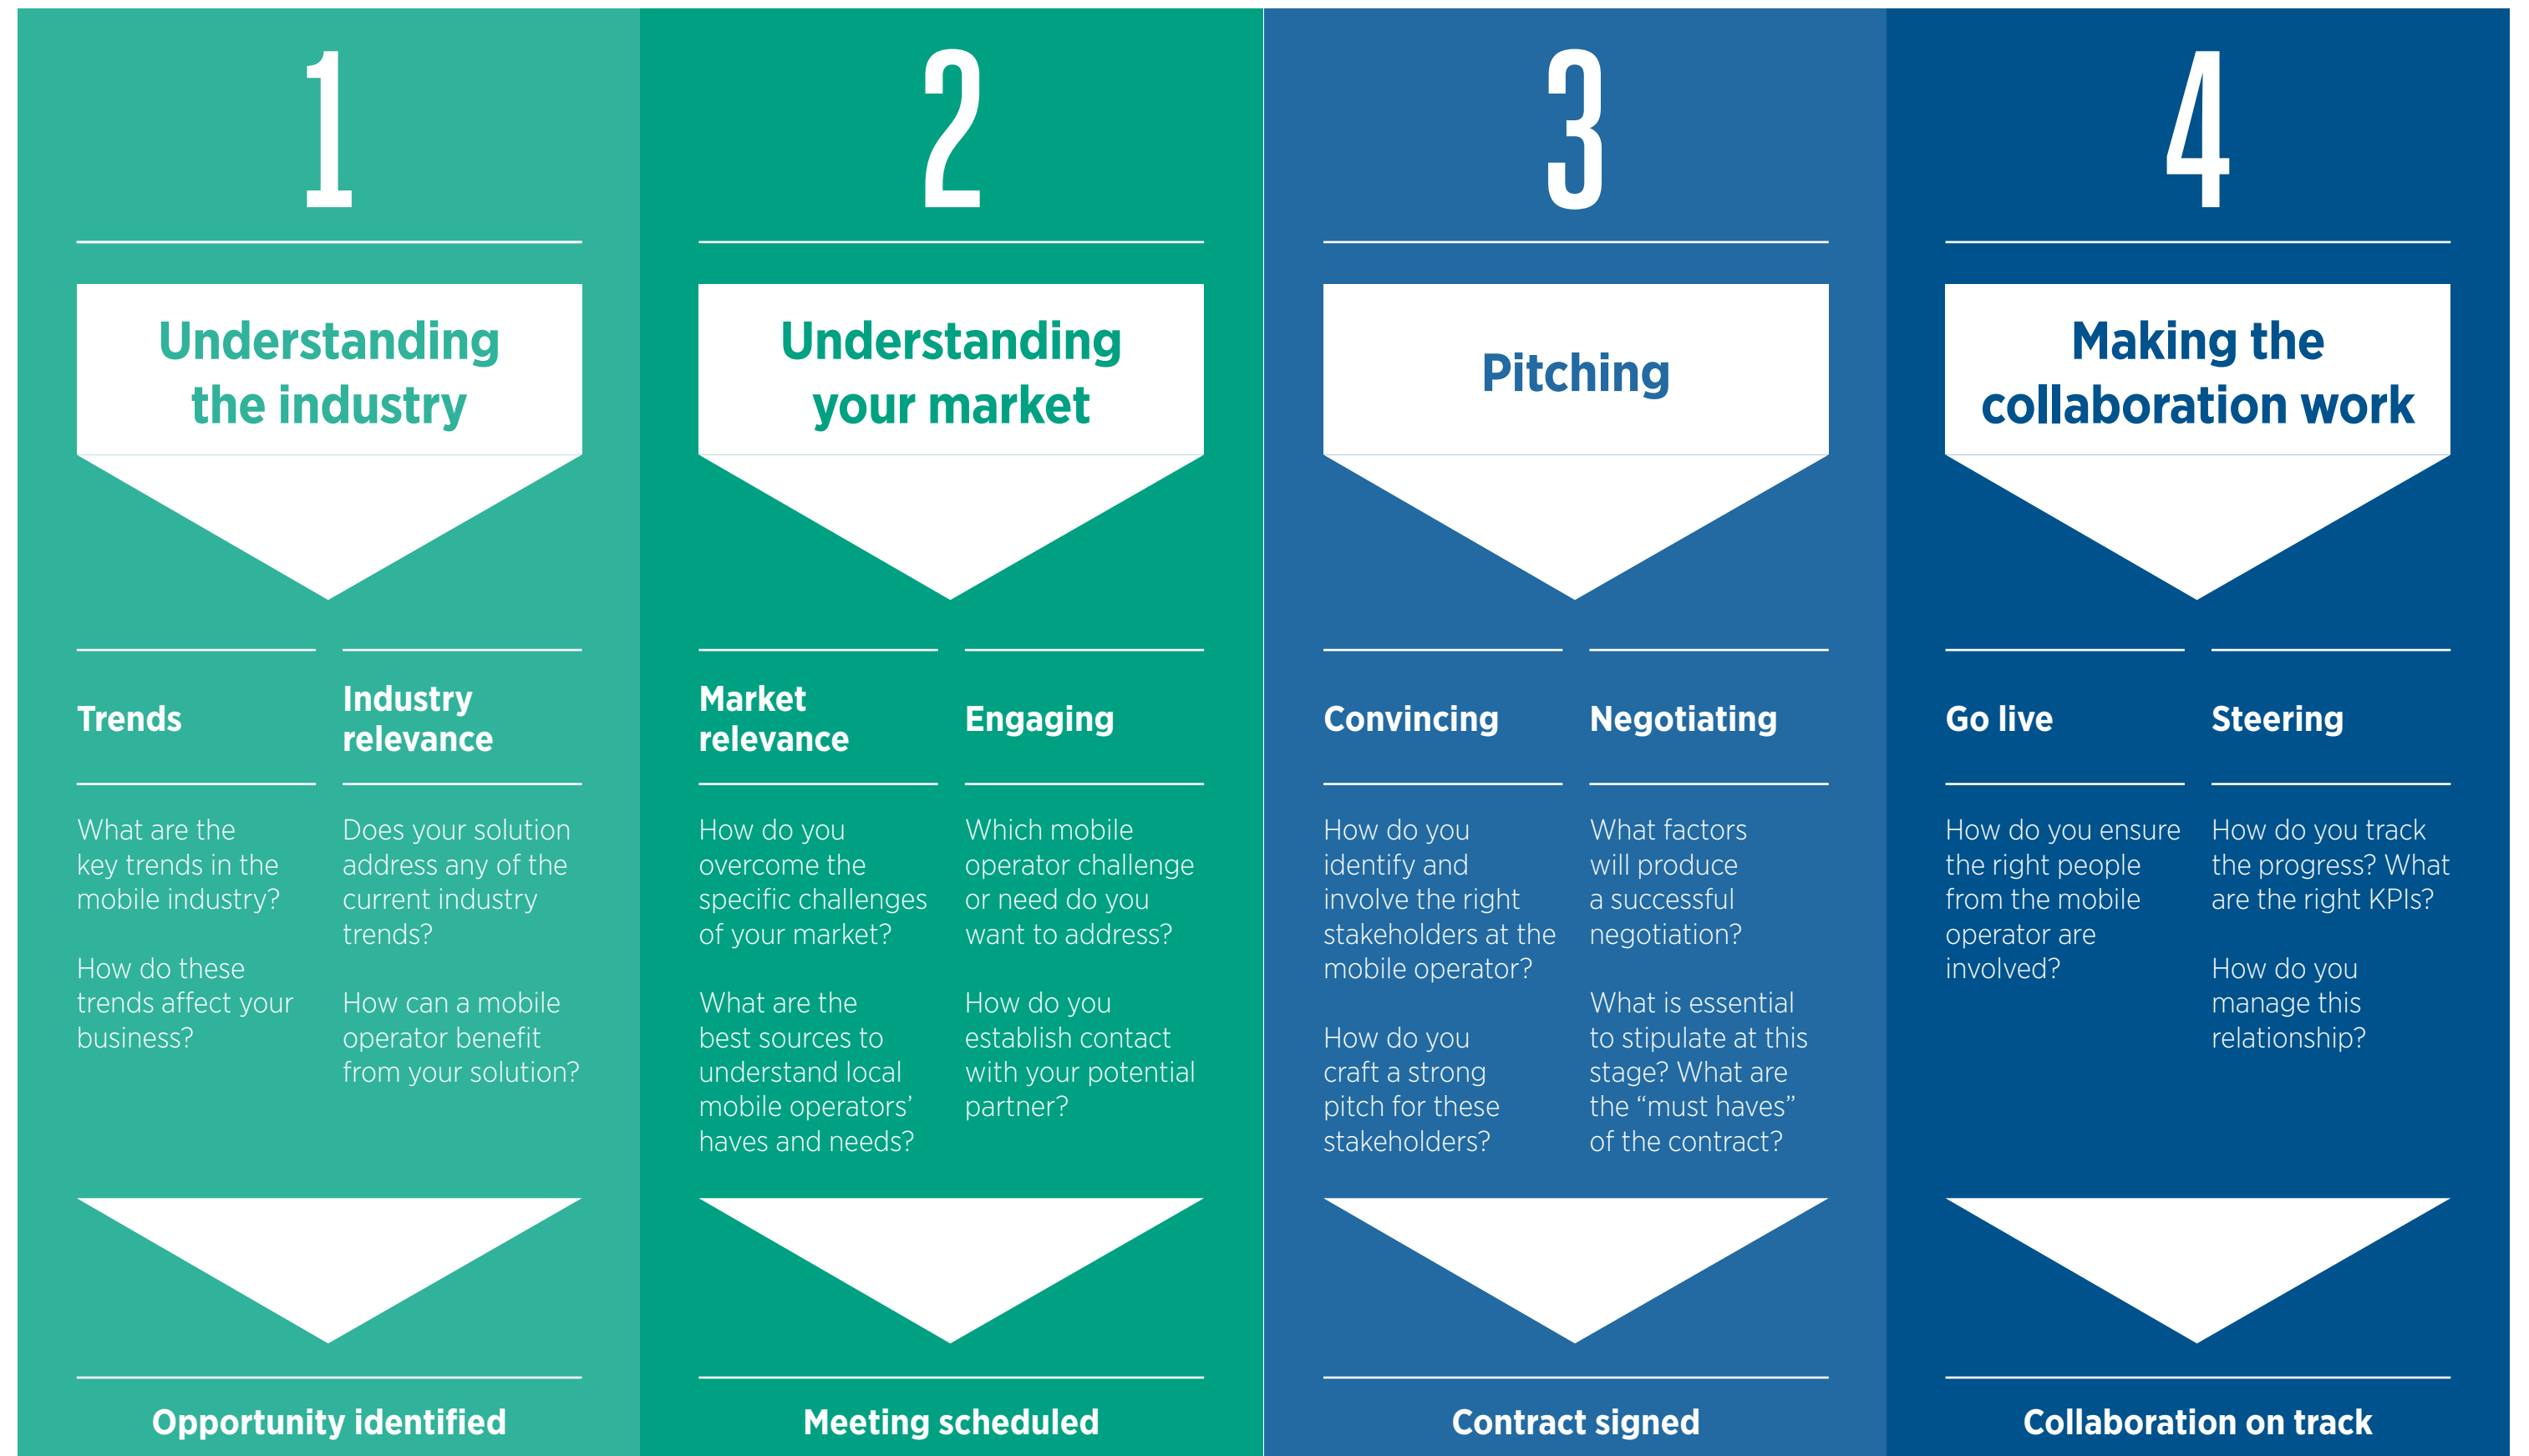 1
Understanding
the industry
Trends
What are the
key trends in the
mobile industry?
How do these
trends affect your
business?
Industry
relevance
Does your solution
address any of the
current industry
trends?
How can a mobile
operator benefit
from your solution?
Opportunity identified
2
Understanding
your market
Market
relevance
How do you
overcome the
specific challenges
of your market?
What are the
best sources to
understand local
mobile operators’
haves and needs?
Engaging
Which mobile
operator challenge
or need do you
want to address?
How do you
establish contact
with your potential
partner?
Meeting scheduled
3
Pitching
Convincing
How do you
identify and
involve the right
stakeholders at the
mobile operator?
How do you
craft a strong
pitch for these
stakeholders?
Negotiating
What factors
will produce
a successful
negotiation?
What is essential
to stipulate at this
stage? What are
the “must haves”
of the contract?
Contract signed
4
Making the
collaboration work
Go live
How do you ensure
the right people
from the mobile
operator are
involved?
Steering
How do you track
the progress? What
are the right KPIs?
How do you
manage this
relationship?
Collaboration on track